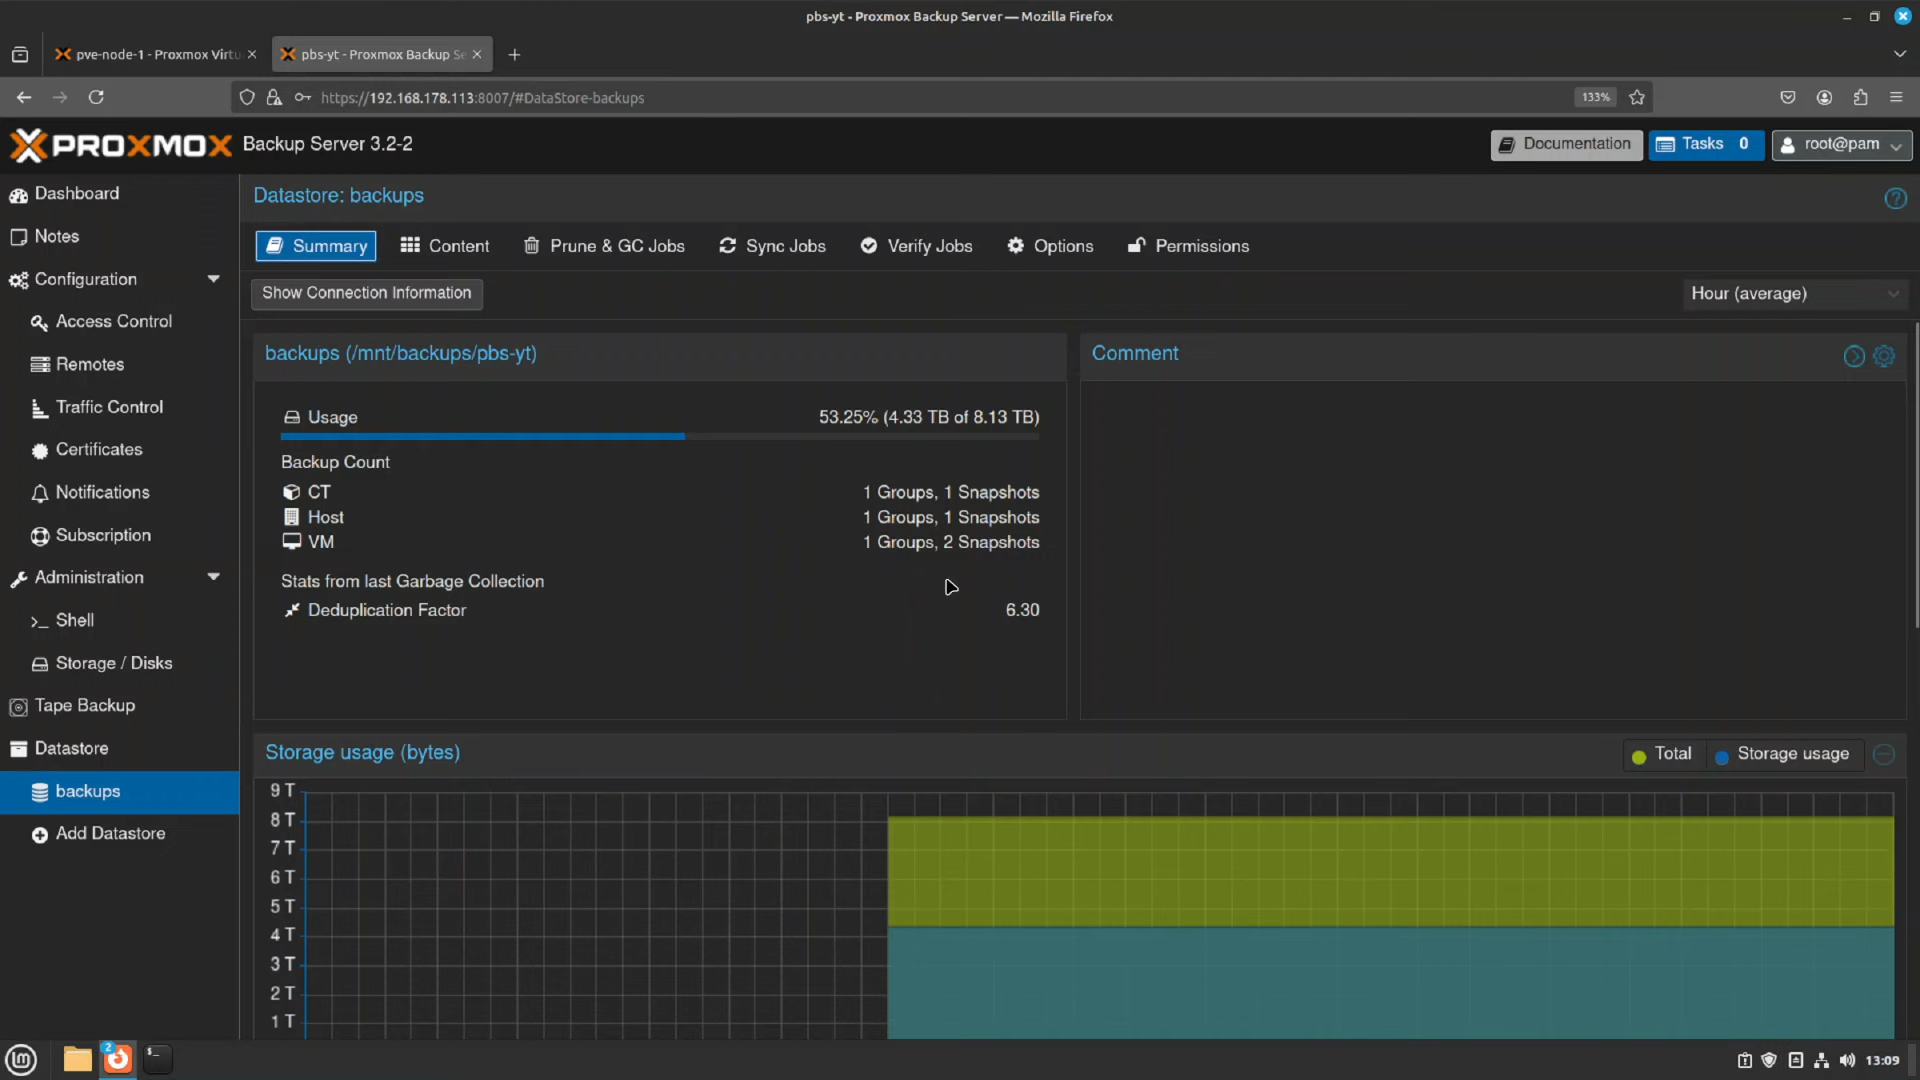 pbs-yt - Proxmox Backup Server — Mozilla Firefox
pve-node-1 - Proxmox Virtu
pbs-yt - Proxmox Backup Se
https://192.168.178.113:8007/#DataStore-backups
133%
PROXMOX Backup Server 3.2-2
Documentation
Tasks 0
root@pam
Dashboard
Notes
Configuration
Access Control
Remotes
Traffic Control
Certificates
Notifications
Subscription
Administration
Shell
Storage / Disks
Tape Backup
Datastore
backups
Add Datastore
Datastore: backups
Summary
Content
Prune & GC Jobs
Sync Jobs
Verify Jobs
Options
Permissions
Show Connection Information
Hour (average)
backups (/mnt/backups/pbs-yt)
Usage 53.25% (4.33 TB of 8.13 TB)
Backup Count
CT 1 Groups, 1 Snapshots
Host 1 Groups, 1 Snapshots
VM 1 Groups, 2 Snapshots
Stats from last Garbage Collection
Deduplication Factor 6.30
Comment
Storage usage (bytes)
Total
Storage usage
9 T
8 T
7 T
6 T
5 T
4 T
3 T
2 T
1 T
2
13:09